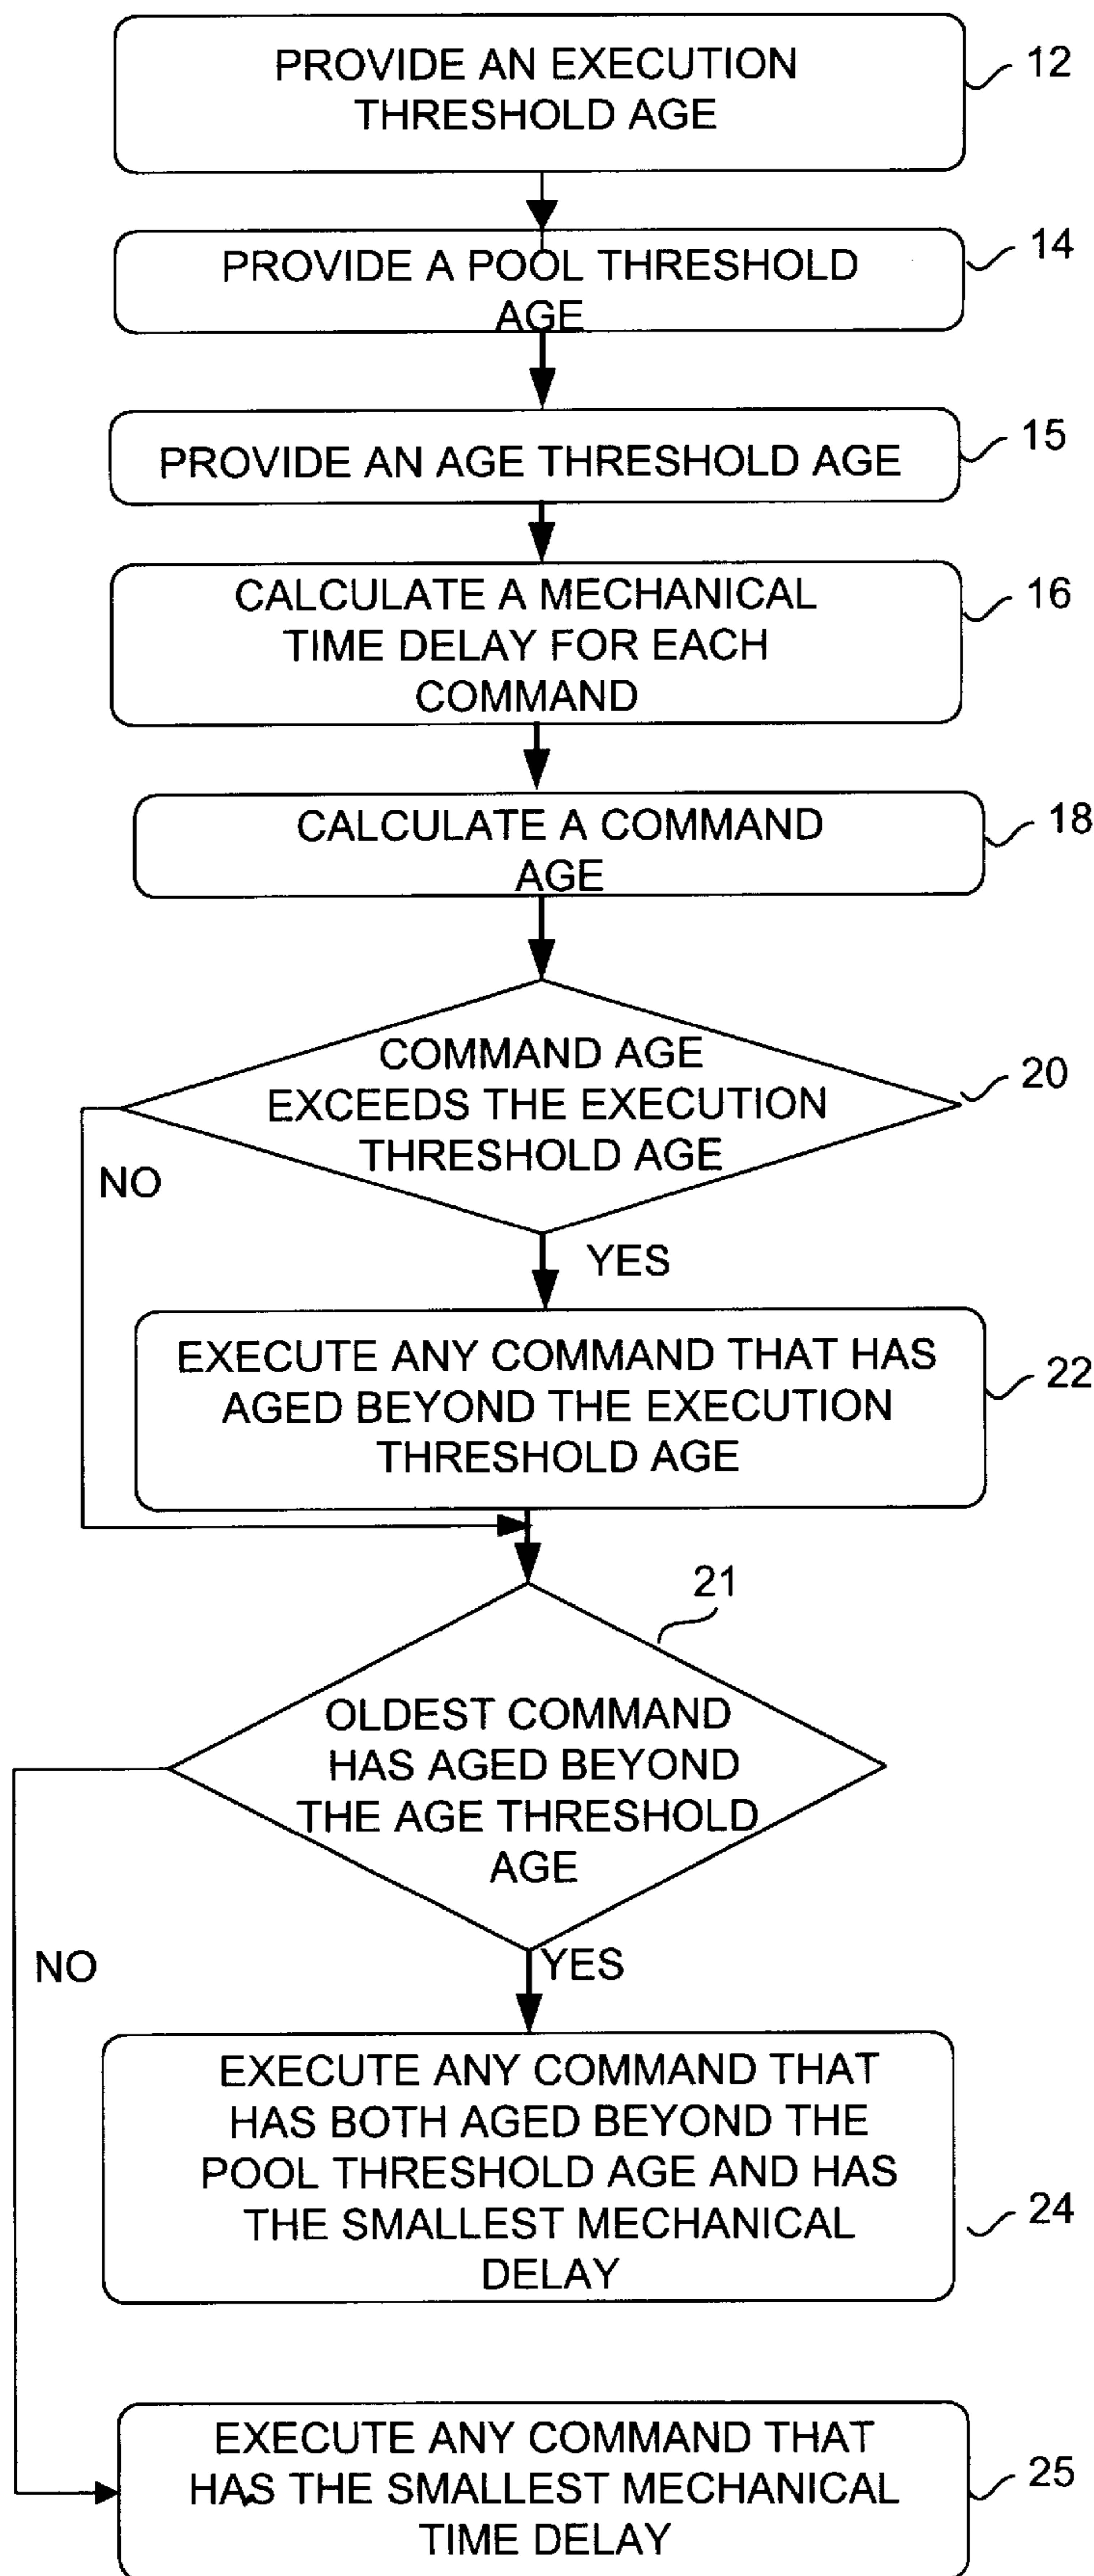 PROVIDE AN EXECUTION
THRESHOLD AGE
12
PROVIDE A POOL THRESHOLD
AGE
14
PROVIDE AN AGE THRESHOLD AGE
15
CALCULATE A MECHANICAL
TIME DELAY FOR EACH
COMMAND
16
CALCULATE A COMMAND
AGE
18
COMMAND AGE
EXCEEDS THE EXECUTION
THRESHOLD AGE
20
NO
YES
EXECUTE ANY COMMAND THAT HAS
AGED BEYOND THE EXECUTION
THRESHOLD AGE
22
21
OLDEST COMMAND
HAS AGED BEYOND
THE AGE THRESHOLD
AGE
NO
YES
EXECUTE ANY COMMAND THAT
HAS BOTH AGED BEYOND THE
POOL THRESHOLD AGE AND HAS
THE SMALLEST MECHANICAL
DELAY
24
EXECUTE ANY COMMAND THAT
HAS THE SMALLEST MECHANICAL
TIME DELAY
25